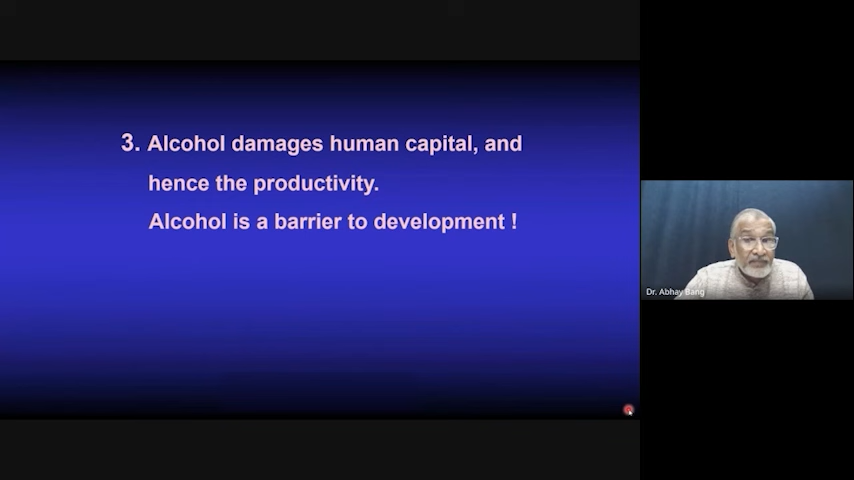 3. Alcohol damages human capital, and
hence the productivity.
Alcohol is a barrier to development !
Dr. Abhay Bang